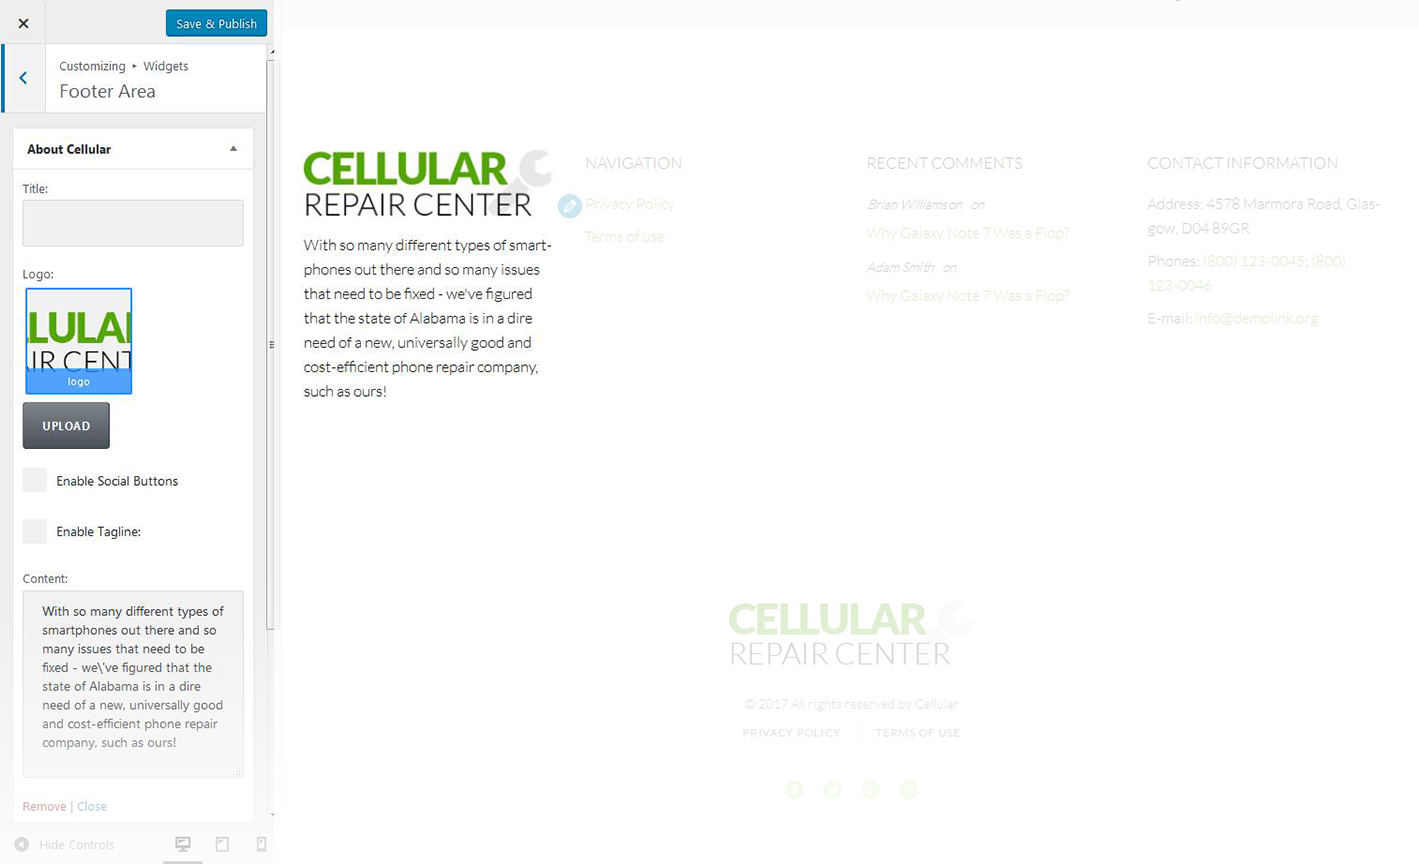 Save & Publish
Customizing ▸ Widgets
Footer Area
About Cellular
Title:
Logo:
LULAI
AIR CENT
logo
UPLOAD
Enable Social Buttons
Enable Tagline:
Content:
With so many different types of
smartphones out there and so
many issues that need to be
fixed - we\'ve figured that the
state of Alabama is in a dire
need of a new, universally good
and cost-efficient phone repair
company, such as ours!
Remove | Close
Hide Controls
CELLULAR
REPAIR CENTER
With so many different types of smart-
phones out there and so many issues
that need to be fixed - we've figured
that the state of Alabama is in a dire
need of a new, universally good and
cost-efficient phone repair company,
such as ours!
NAVIGATION
Privacy Policy
Terms of use
RECENT COMMENTS
Brian Williamson on
Why Galaxy Note 7 Was a Flop?
Adam Smith on
Why Galaxy Note 7 Was a Flop?
CONTACT INFORMATION
Address: 4578 Marmora Road, Glas-
gow, D04 89GR
Phones: (800) 123-0045; (800)
123-0046
E-mail: info@demolink.org
CELLULAR
REPAIR CENTER
© 2017 All rights reserved by Cellular
PRIVACY POLICY
TERMS OF USE